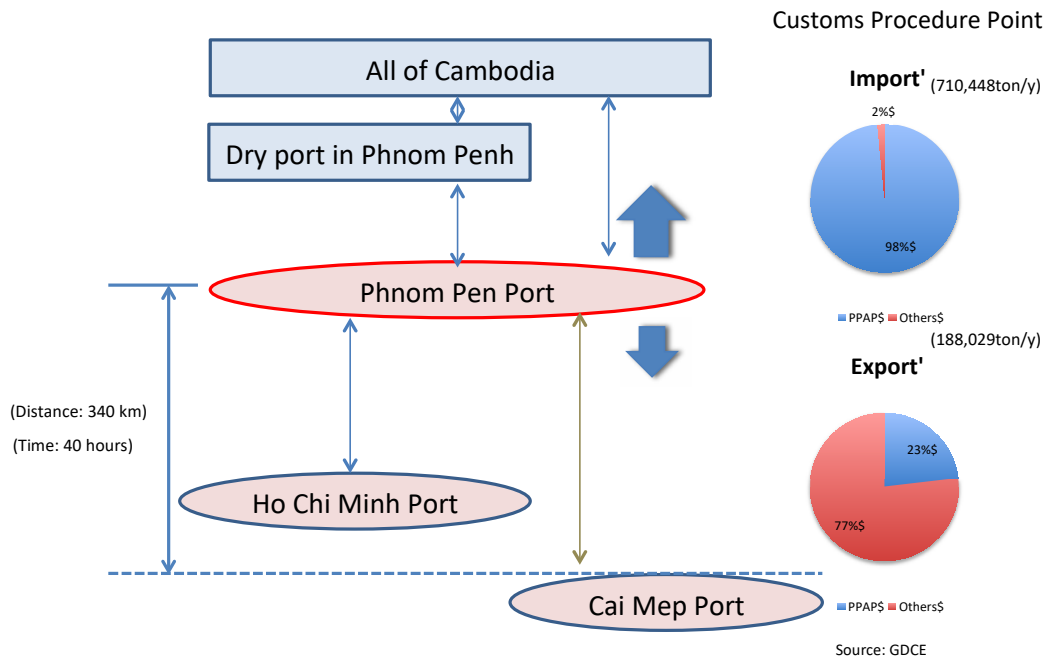 Customs Procedure Point
All of Cambodia
Dry port in Phnom Penh
Phnom Pen Port
(Distance: 340 km)
(Time: 40 hours)
Ho Chi Minh Port
Cai Mep Port
Import' (710,448ton/y)
2%$
98%$
PPAP$ Others$
(188,029ton/y)
Export'
23%$
77%$
PPAP$ Others$
Source: GDCE